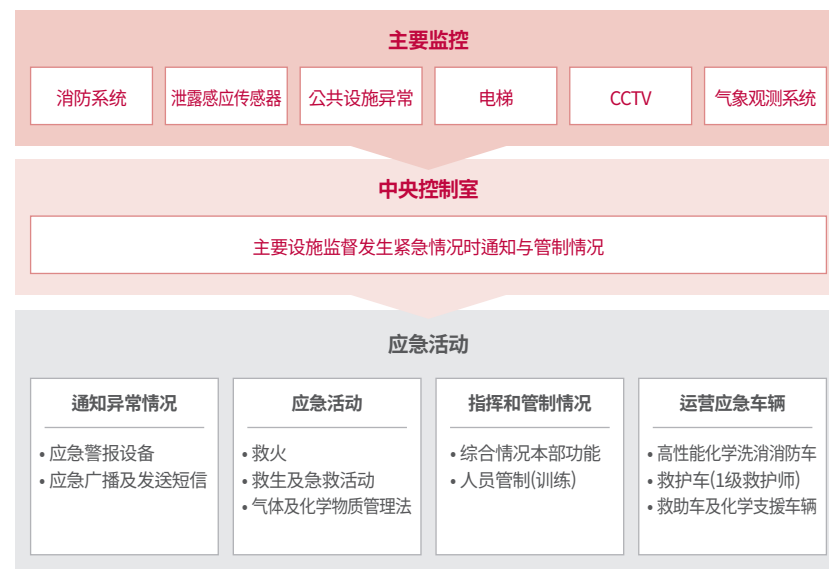 主要监控
消防系统
泄露感应传感器
公共设施异常
电梯
CCTV
气象观测系统
中央控制室
主要设施监督发生紧急情况时通知与管制情况
应急活动
通知异常情况
• 应急警报设备
• 应急广播及发送短信
应急活动
• 救火
• 救生及急救活动
• 气体及化学物质管理法
指挥和管制情况
• 综合情况本部功能
• 人员管制(训练)
运营应急车辆
• 高性能化学洗消消防车
• 救护车(1级救护师)
• 救助车及化学支援车辆